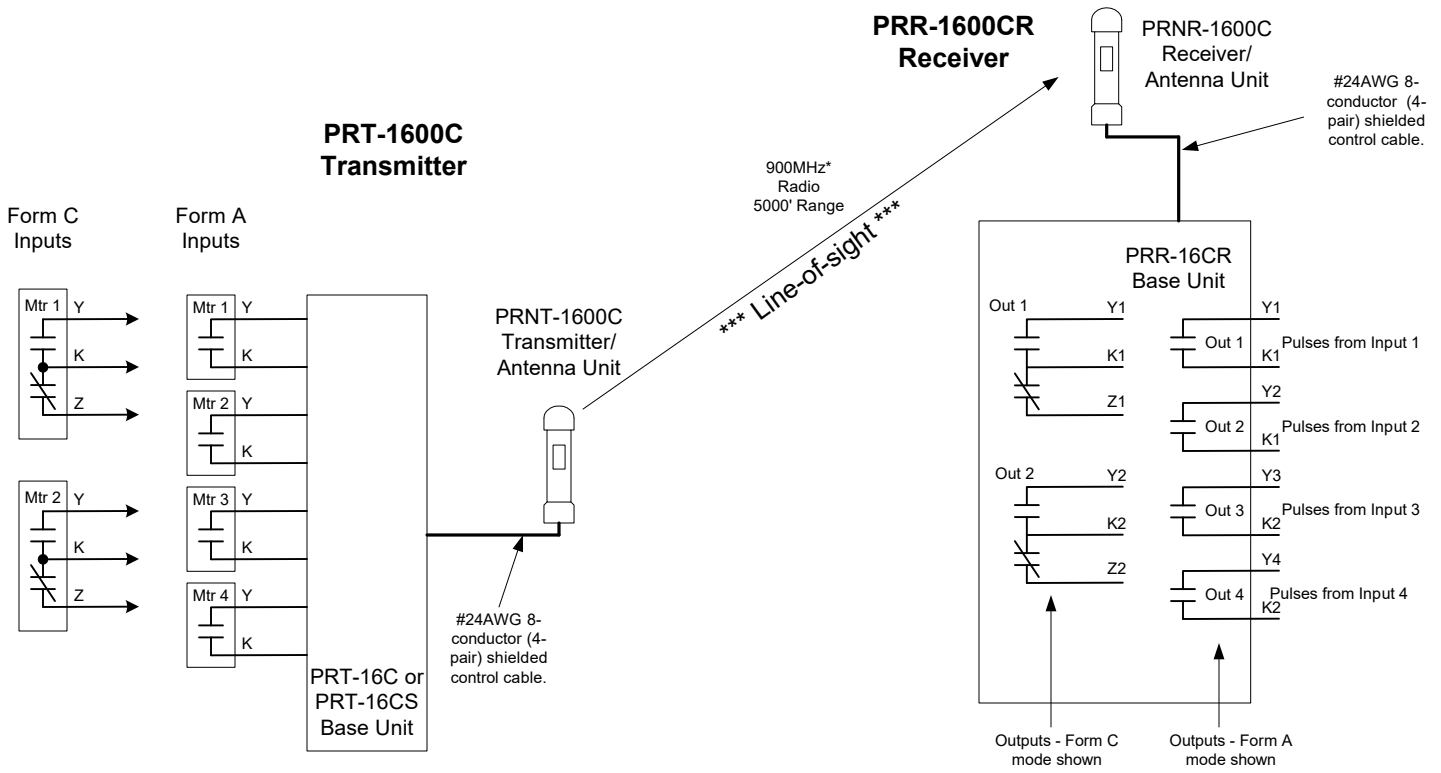 PRR-1600CR
Receiver
PRNR-1600C
Receiver/
Antenna Unit
#24AWG 8-
conductor (4-
pair) shielded
control cable.
PRT-1600C
Transmitter
900MHz*
Radio
5000' Range
*** Line-of-sight ***
Form C
Inputs
Form A
Inputs
Mtr 1 Y
K
Z
Mtr 2 Y
K
Z
Mtr 1 Y
K
Mtr 2 Y
K
Mtr 3 Y
K
Mtr 4 Y
K
PRT-16C or
PRT-16CS
Base Unit
PRNT-1600C
Transmitter/
Antenna Unit
#24AWG 8-
conductor (4-
pair) shielded
control cable.
PRR-16CR
Base Unit
Out 1 Y1
K1
Z1
Out 2 Y2
K2
Z2
Y1
Out 1 Pulses from Input 1
K1
Y2
Out 2 Pulses from Input 2
K1
Y3
Out 3 Pulses from Input 3
K2
Y4
Out 4 Pulses from Input 4
K2
Outputs - Form C
mode shown
Outputs - Form A
mode shown